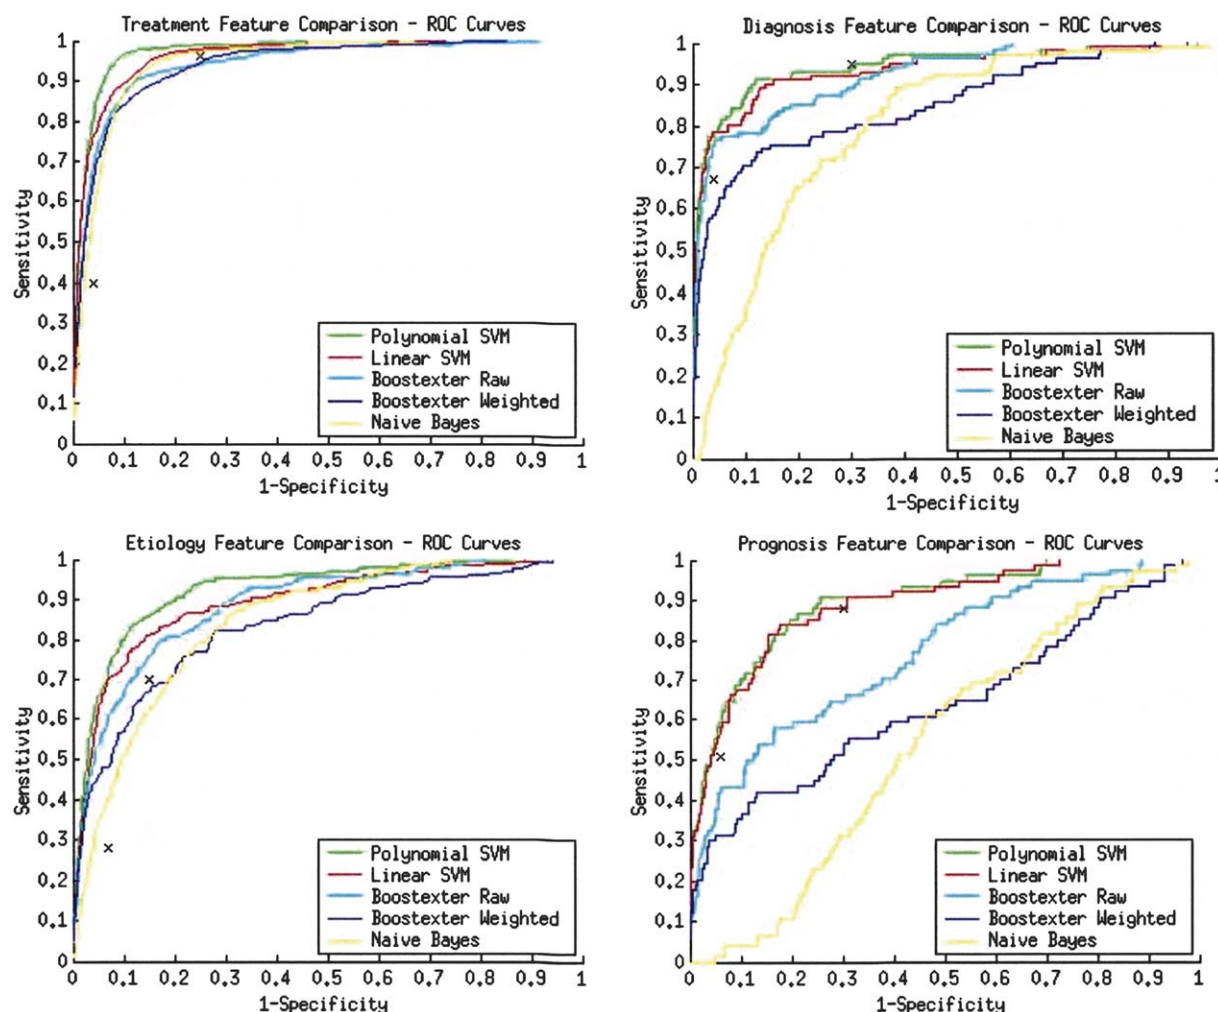 Treatment Feature Comparison - ROC Curves
1
0.9
0.8
0.7
0.6
0.5
0.4
0.3
0.2
0.1
0
Sensitivity
Polynomial SVM
Linear SVM
Boostexter Raw
Boostexter Weighted
Naive Bayes
0 0.1 0.2 0.3 0.4 0.5 0.6 0.7 0.8 0.9 1
1-Specificity
Diagnosis Feature Comparison - ROC Curves
1
0.9
0.8
0.7
0.6
0.5
0.4
0.3
0.2
0.1
0
Sensitivity
Polynomial SVM
Linear SVM
Boostexter Raw
Boostexter Weighted
Naive Bayes
0 0.1 0.2 0.3 0.4 0.5 0.6 0.7 0.8 0.9 1
1-Specificity
Etiology Feature Comparison - ROC Curves
1
0.9
0.8
0.7
0.6
0.5
0.4
0.3
0.2
0.1
0
Sensitivity
Polynomial SVM
Linear SVM
Boostexter Raw
Boostexter Weighted
Naive Bayes
0 0.1 0.2 0.3 0.4 0.5 0.6 0.7 0.8 0.9 1
1-Specificity
Prognosis Feature Comparison - ROC Curves
1
0.9
0.8
0.7
0.6
0.5
0.4
0.3
0.2
0.1
0
Sensitivity
Polynomial SVM
Linear SVM
Boostexter Raw
Boostexter Weighted
Naive Bayes
0 0.1 0.2 0.3 0.4 0.5 0.6 0.7 0.8 0.9 1
1-Specificity